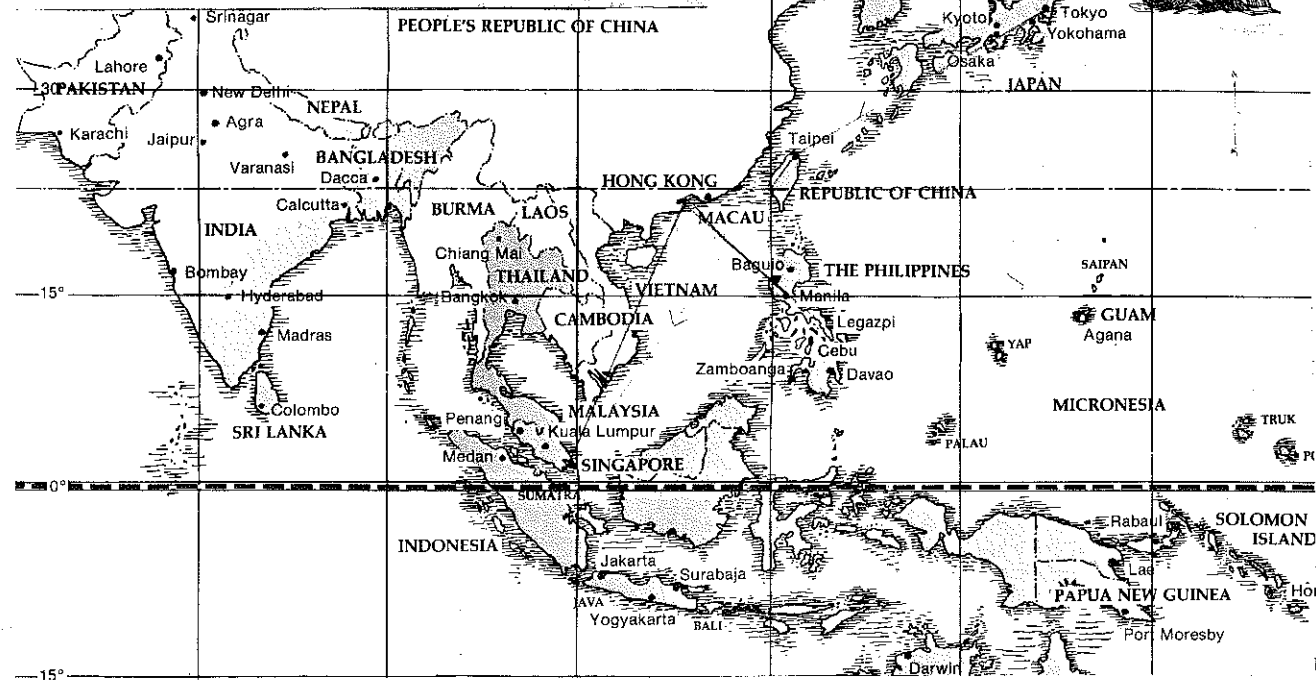 Srinagar
PEOPLE'S REPUBLIC OF CHINA
Kyoto
Tokyo
Yokohama
Osaka
Lahore
30°
PAKISTAN
New Delhi
JAPAN
NEPAL
Karachi
Agra
Jaipur
Taipei
Varanasi
BANGLADESH
Dacca
HONG KONG
REPUBLIC OF CHINA
Calcutta
BURMA
LAOS
MACAU
INDIA
Chiang Mai
Baguio
THE PHILIPPINES
SAIPAN
Bombay
THAILAND
VIETNAM
15°
Hyderabad
Bangkok
Manila
GUAM
CAMBODIA
Legazpi
Agana
Madras
YAP
Cebu
Zamboanga
Davao
Colombo
Penang
MALAYSIA
MICRONESIA
SRI LANKA
Kuala Lumpur
TRUK
PALAU
Medan
SINGAPORE
0°
SUMATRA
Rabaul
SOLOMON
ISLAND
INDONESIA
Jakarta
Lae
Surabaja
JAVA
PAPUA NEW GUINEA
Yogyakarta
BALI
Port Moresby
Darwin
15°